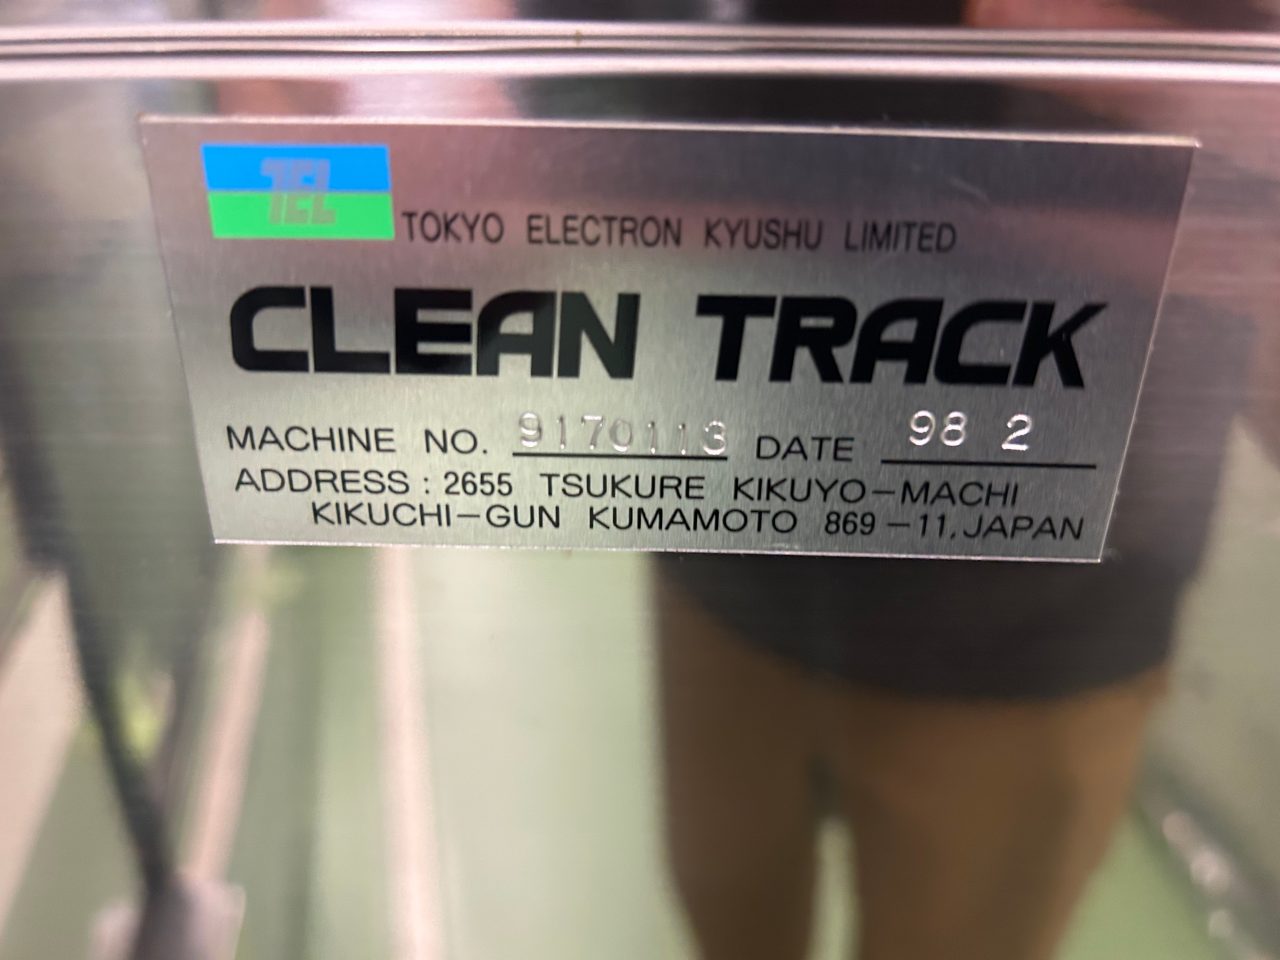 TEL
TOKYO ELECTRON KYUSHU LIMITED
CLEAN TRACK
MACHINE NO. 9170113 DATE 98 2
ADDRESS : 2655 TSUKURE KIKUYO-MACHI
KIKUCHI-GUN KUMAMOTO 869-11, JAPAN